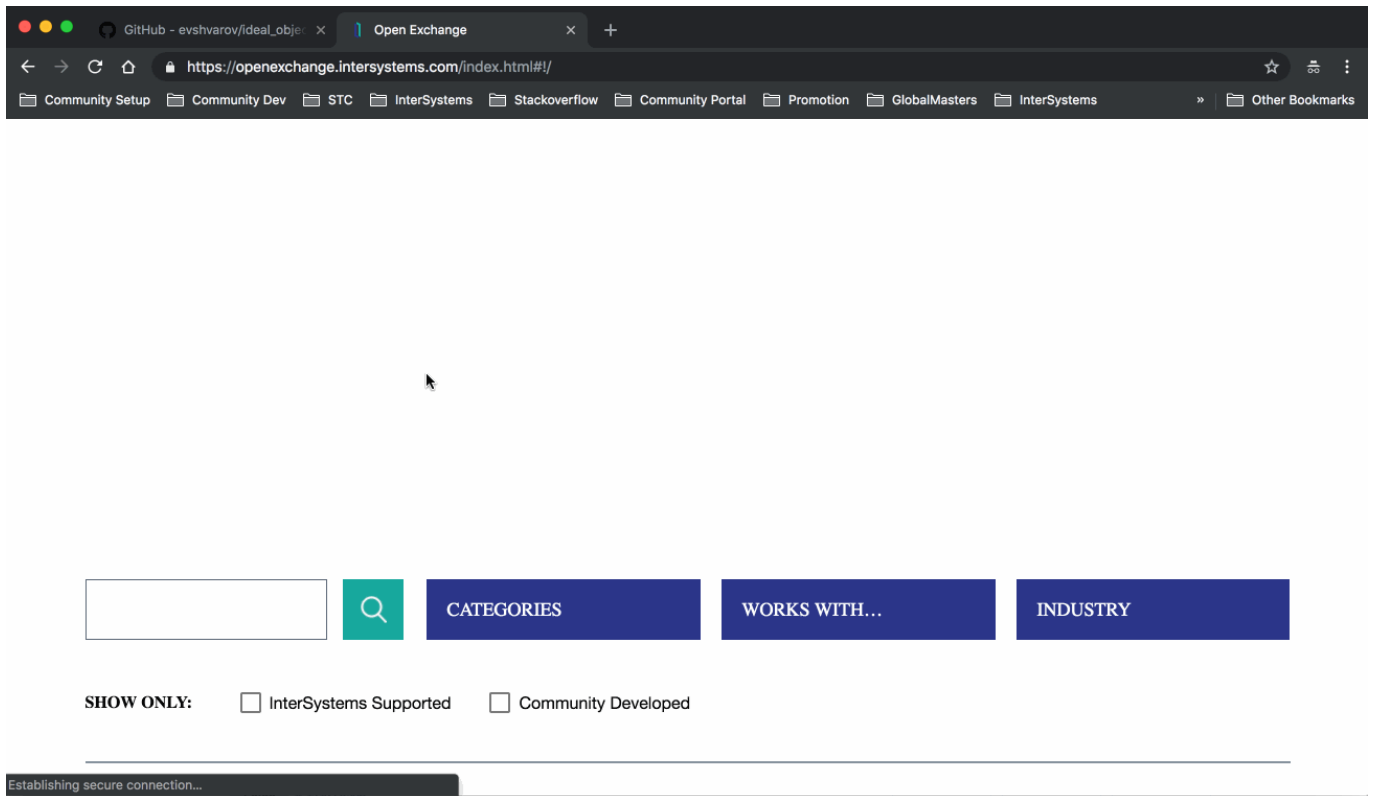 GitHub - evshvarov/ideal_objec
Open Exchange
https://openexchange.intersystems.com/index.html#!/
Community Setup Community Dev STC InterSystems Stackoverflow Community Portal Promotion GlobalMasters InterSystems » Other Bookmarks
CATEGORIES WORKS WITH... INDUSTRY
SHOW ONLY: InterSystems Supported Community Developed
Establishing secure connection...